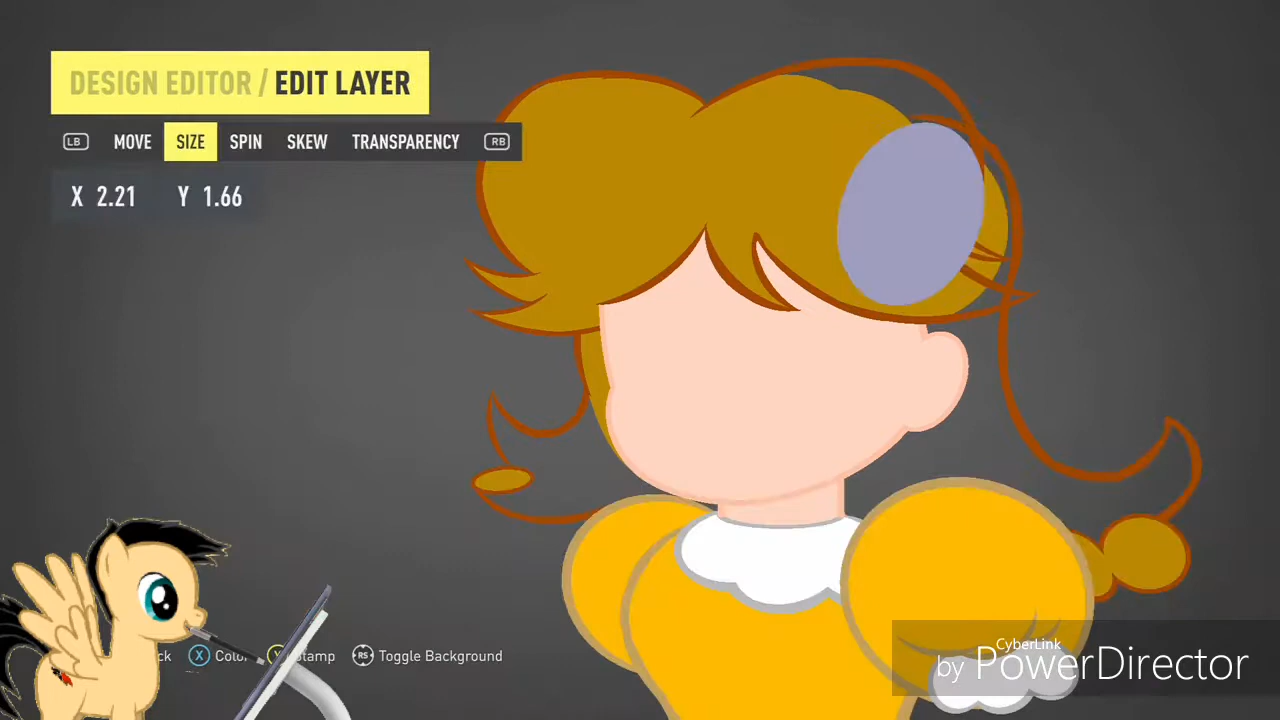 DESIGN EDITOR / EDIT LAYER
LB MOVE SIZE SPIN SKEW TRANSPARENCY RB
X 2.21 Y 1.66
X RS Toggle Background
CyberLink
by PowerDirector